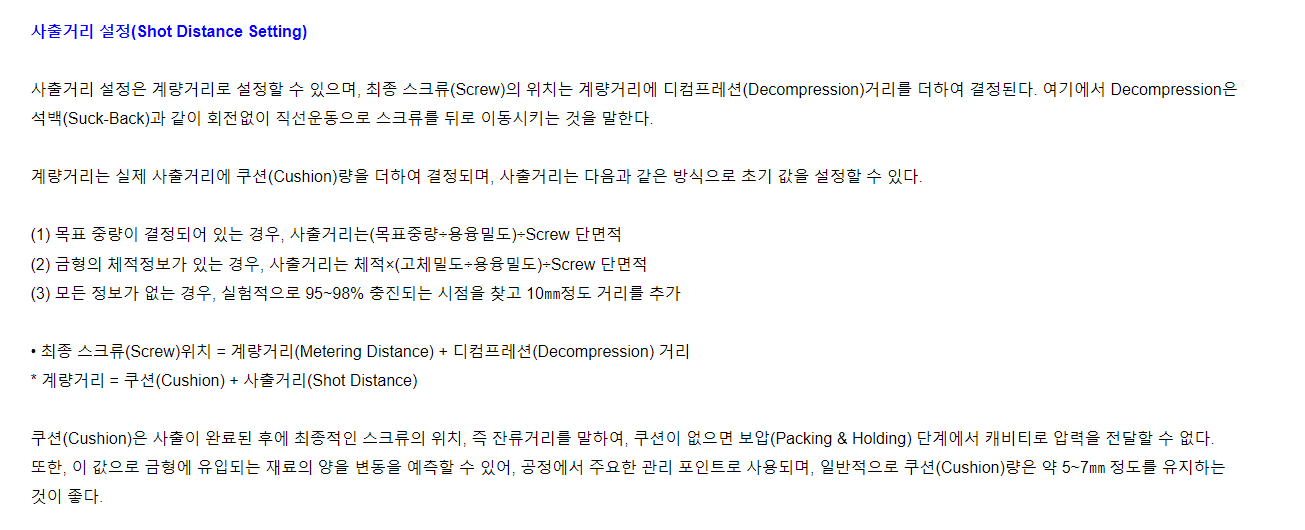 사출거리 설정(Shot Distance Setting)
사출거리 설정은 계량거리로 설정할 수 있으며, 최종 스크류(Screw)의 위치는 계량거리에 디컴프레션(Decompression)거리를 더하여 결정된다. 여기에서 Decompression은
석백(Suck-Back)과 같이 회전없이 직선운동으로 스크류를 뒤로 이동시키는 것을 말한다.
계량거리는 실제 사출거리에 쿠션(Cushion)량을 더하여 결정되며, 사출거리는 다음과 같은 방식으로 초기 값을 설정할 수 있다.
(1) 목표 중량이 결정되어 있는 경우, 사출거리는(목표중량÷용융밀도)÷Screw 단면적
(2) 금형의 체적정보가 있는 경우, 사출거리는 체적×(고체밀도÷용융밀도)÷Screw 단면적
(3) 모든 정보가 없는 경우, 실험적으로 95~98% 충진되는 시점을 찾고 10㎜정도 거리를 추가
• 최종 스크류(Screw)위치 = 계량거리(Metering Distance) + 디컴프레션(Decompression) 거리
* 계량거리 = 쿠션(Cushion) + 사출거리(Shot Distance)
쿠션(Cushion)은 사출이 완료된 후에 최종적인 스크류의 위치, 즉 잔류거리를 말하여, 쿠션이 없으면 보압(Packing & Holding) 단계에서 캐비티로 압력을 전달할 수 없다.
또한, 이 값으로 금형에 유입되는 재료의 양을 변동을 예측할 수 있어, 공정에서 주요한 관리 포인트로 사용되며, 일반적으로 쿠션(Cushion)량은 약 5~7㎜ 정도를 유지하는
것이 좋다.